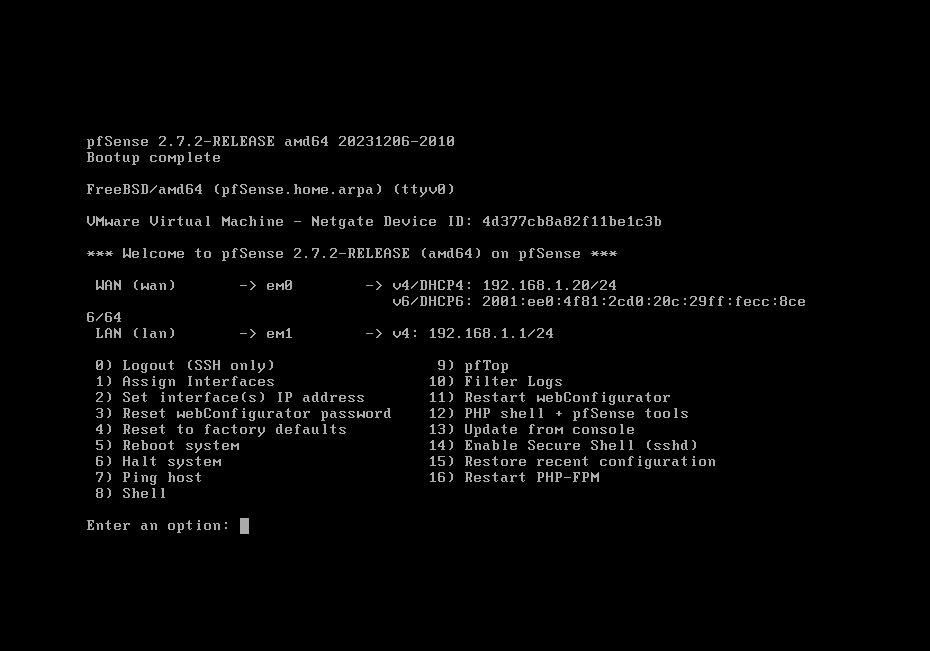 pfSense 2.7.2-RELEASE amd64 20231206-2010
Bootup complete
FreeBSD/amd64 (pfSense.home.arpa) (ttyv0)
VMware Virtual Machine - Netgate Device ID: 4d377cb8a82f11be1c3b
*** Welcome to pfSense 2.7.2-RELEASE (amd64) on pfSense ***
WAN (wan)       -> em0        -> v4/DHCP4: 192.168.1.20/24
v6/DHCP6: 2001:ee0:4f81:2cd0:20c:29ff:fecc:8ce
6/64
LAN (lan)       -> em1        -> v4: 192.168.1.1/24
0) Logout (SSH only)                  9) pfTop
1) Assign Interfaces                 10) Filter Logs
2) Set interface(s) IP address       11) Restart webConfigurator
3) Reset webConfigurator password    12) PHP shell + pfSense tools
4) Reset to factory defaults         13) Update from console
5) Reboot system                     14) Enable Secure Shell (sshd)
6) Halt system                       15) Restore recent configuration
7) Ping host                         16) Restart PHP-FPM
8) Shell
Enter an option: